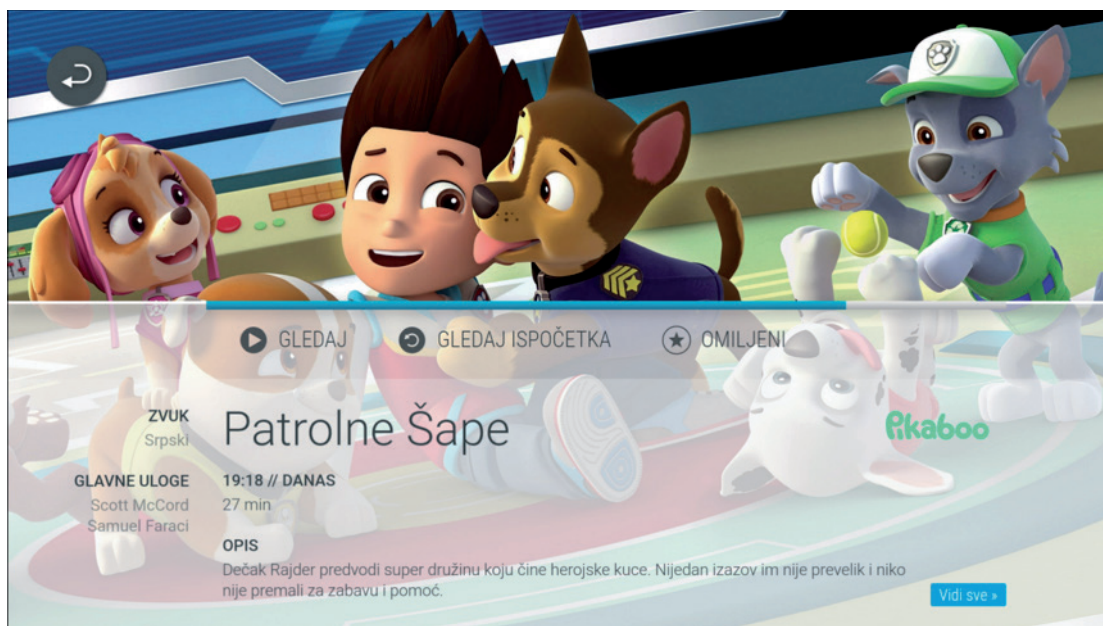 GLEDAJ
GLEDAJ ISPOČETKA
OMILJENI
ZVUK
Srpski
Patrolne Šape
Pikaboo
GLAVNE ULOGE
Scott McCord
Samuel Faraci
19:18 // DANAS
27 min
OPIS
Dečak Rajder predvodi super družinu koju čine herojske kuce. Nijedan izazov im nije prevelik i niko
nije premali za zabavu i pomoć.
Vidi sve »